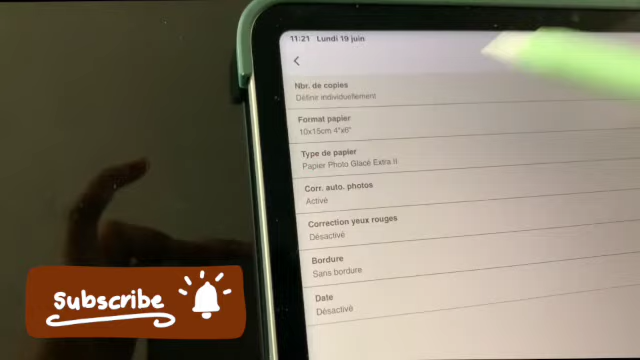 11:21 Lundi 19 juin
Nbr. de copies
Définir individuellement
Format papier
10x15cm 4"x6"
Type de papier
Papier Photo Glacé Extra II
Corr. auto. photos
Activé
Correction yeux rouges
Désactivé
Bordure
Sans bordure
Date
Désactivé
Subscribe